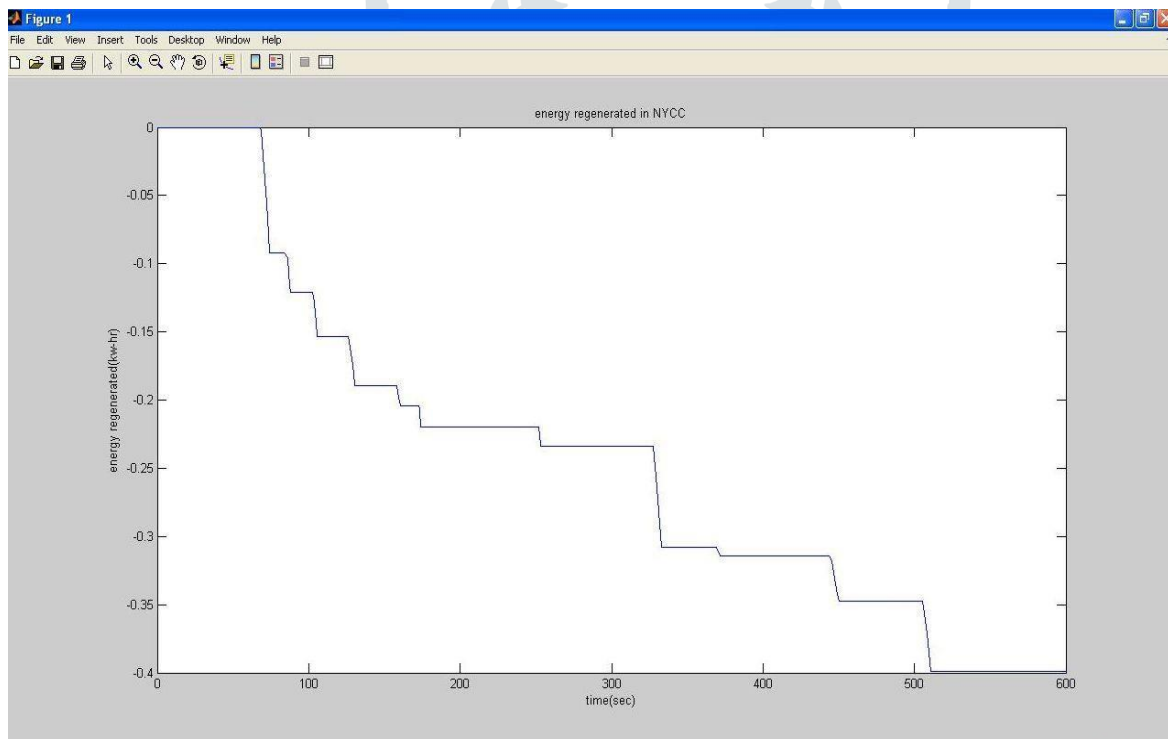 Figure 1
File Edit View Insert Tools Desktop Window Help
energy regenerated in NYCC
0
-0.05
-0.1
-0.15
-0.2
-0.25
-0.3
-0.35
-0.4
energy regenerated(kw-hr)
0 100 200 300 400 500 600
time(sec)